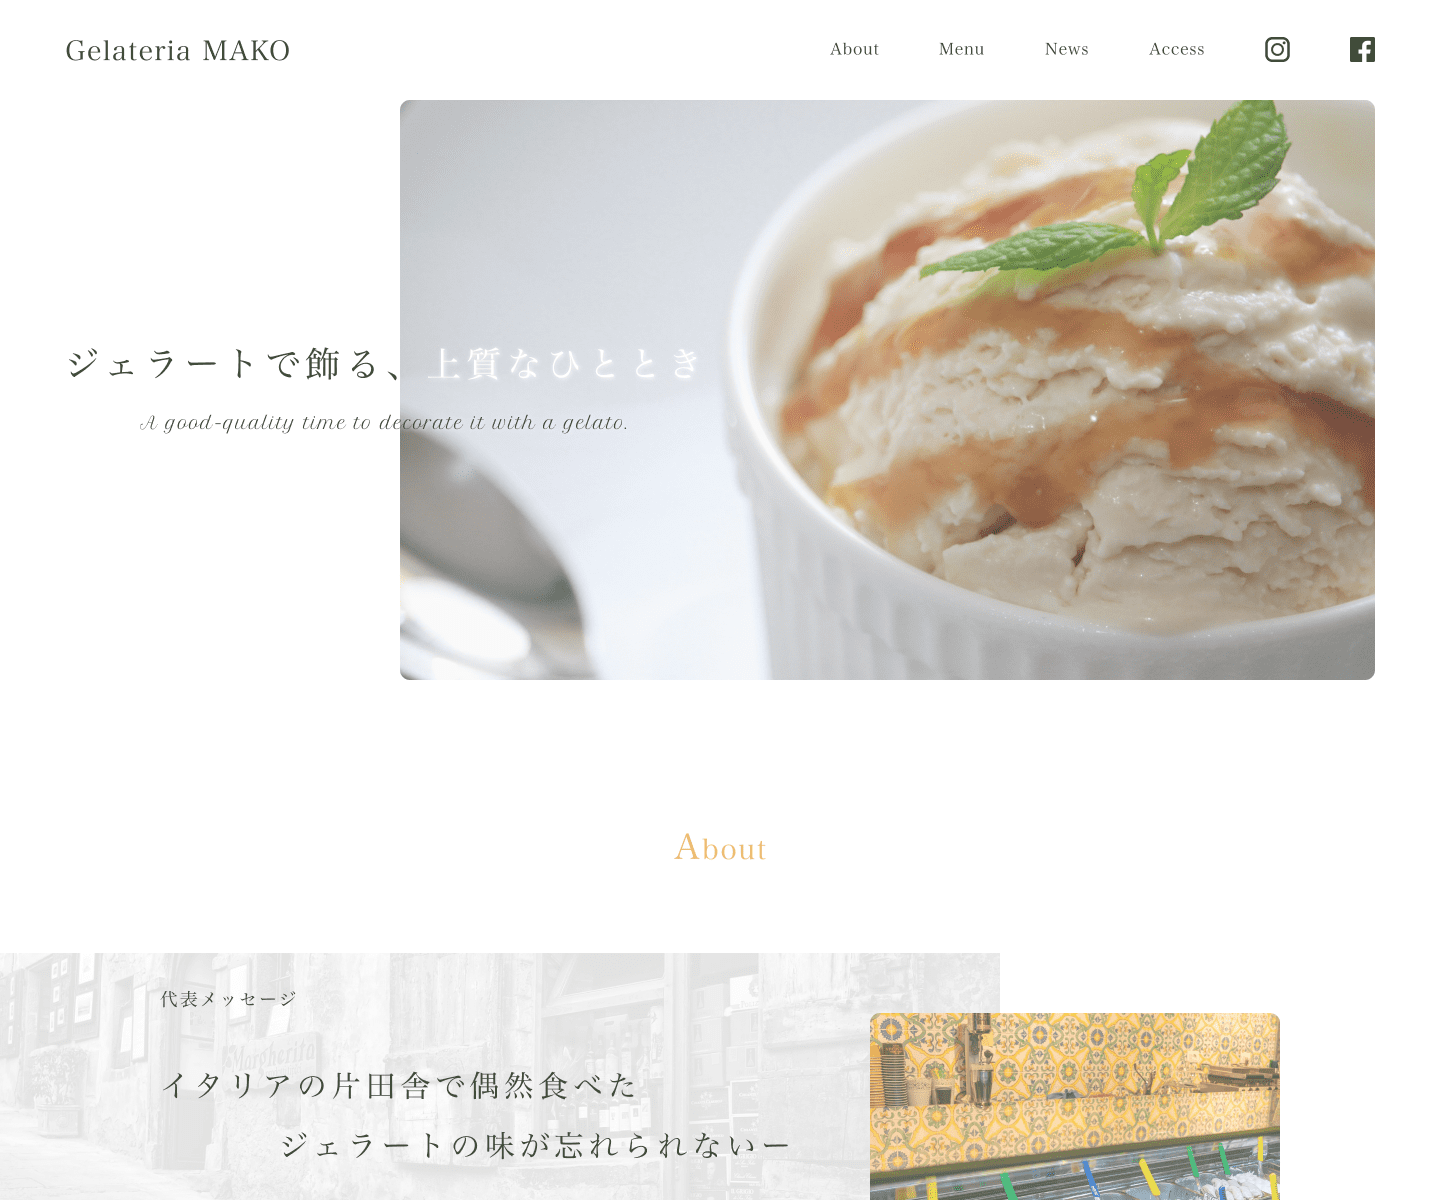 Gelateria MAKO
About
Menu
News
Access
ジェラートで飾る、上質なひととき
A good-quality time to decorate it with a gelato.
About
代表メッセージ
Margherita
イタリアの片田舎で偶然食べた
ジェラートの味が忘れられないー